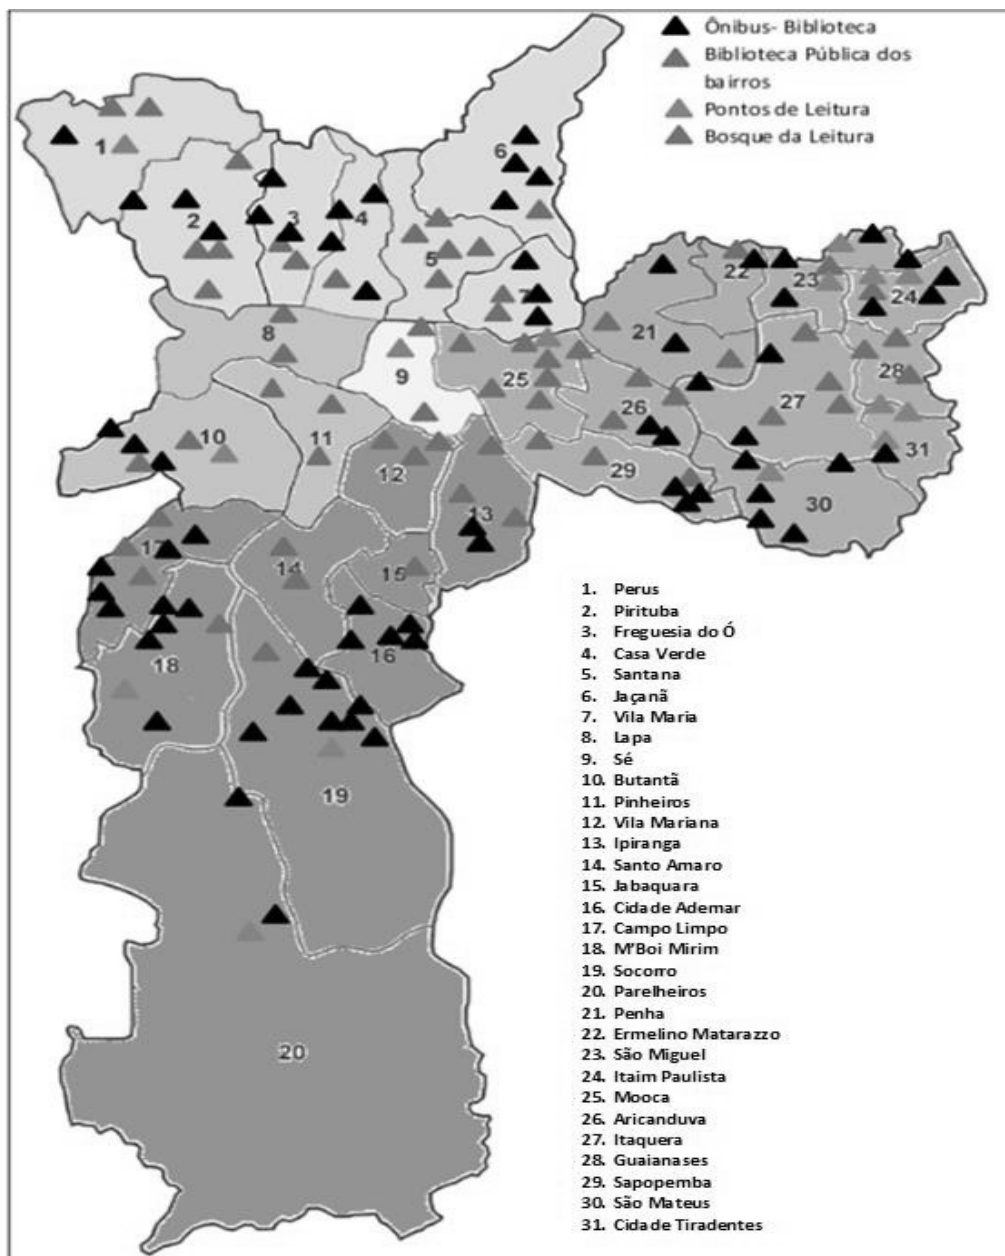 Ônibus- Biblioteca
Biblioteca Pública dos
bairros
Pontos de Leitura
Bosque da Leitura
1
2
3
4
5
6
7
8
9
10
11
12
13
14
15
16
17
18
19
20
21
22
23
24
25
26
27
28
29
30
31
1. Perus
2. Pirituba
3. Freguesia do Ó
4. Casa Verde
5. Santana
6. Jaçanã
7. Vila Maria
8. Lapa
9. Sé
10. Butantã
11. Pinheiros
12. Vila Mariana
13. Ipiranga
14. Santo Amaro
15. Jabaquara
16. Cidade Ademar
17. Campo Limpo
18. M'Boi Mirim
19. Socorro
20. Parelheiros
21. Penha
22. Ermelino Matarazzo
23. São Miguel
24. Itaim Paulista
25. Mooca
26. Aricanduva
27. Itaquera
28. Guaianases
29. Sapopemba
30. São Mateus
31. Cidade Tiradentes